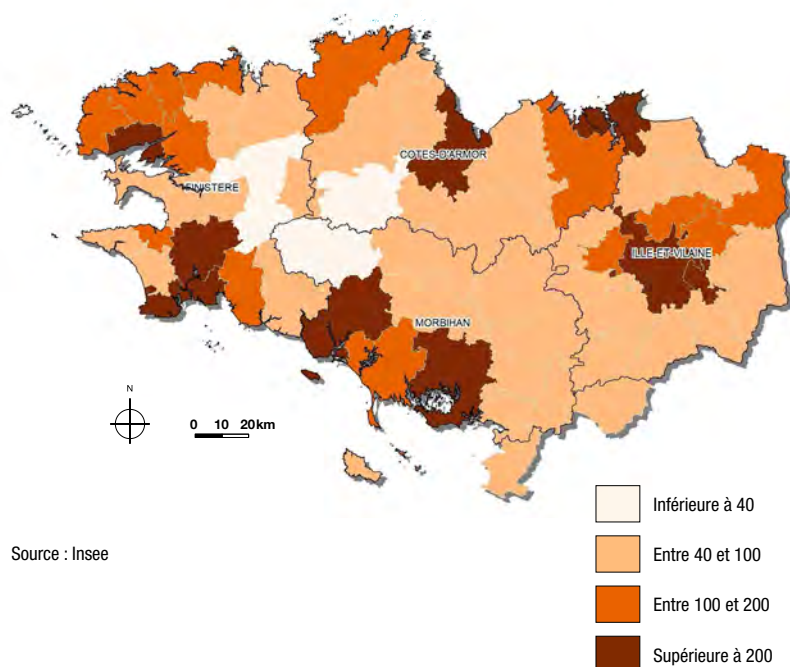 COTES-D'ARMOR
FINISTERE
ILLE-ET-VILAINE
MORBIHAN
N
0 10 20km
Inférieure à 40
Source : Insee
Entre 40 et 100
Entre 100 et 200
Supérieure à 200